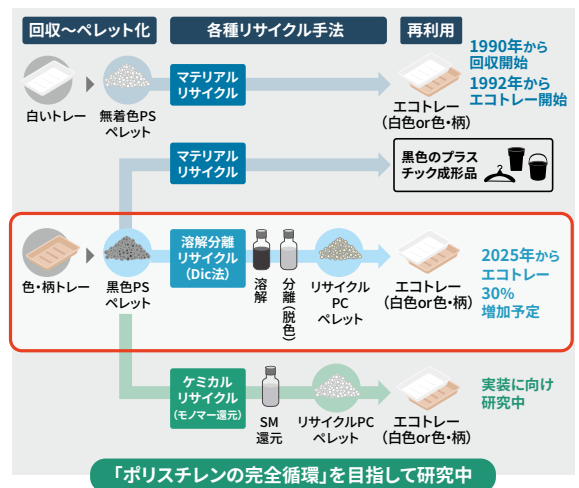 回収〜ペレット化
各種リサイクル手法
再利用
白いトレー
無着色PS
ペレット
マテリアル
リサイクル
エコトレー
(白色or色・柄)
1990年から
回収開始
1992年から
エコトレー開始
マテリアル
リサイクル
黒色のプラス
チック成形品
色・柄トレー
黒色PS
ペレット
溶解分離
リサイクル
(Dic法)
溶解
分離(脱色)
リサイクル
PC
ペレット
エコトレー
(白色or色・柄)
2025年から
エコトレー
30%
増加予定
ケミカル
リサイクル
(モノマー還元)
SM
還元
リサイクルPC
ペレット
エコトレー
(白色or色・柄)
実装に向け
研究中
「ポリスチレンの完全循環」を目指して研究中